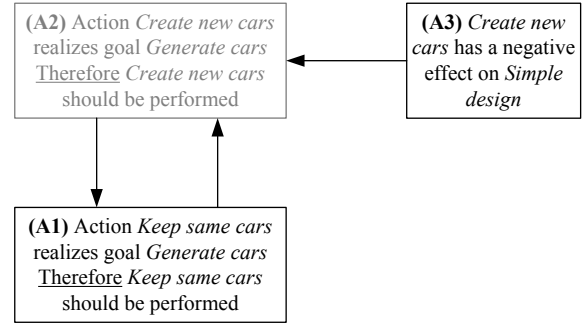 (A2) Action Create new cars
realizes goal Generate cars
Therefore Create new cars
should be performed
(A3) Create new
cars has a negative
effect on Simple
design
(A1) Action Keep same cars
realizes goal Generate cars
Therefore Keep same cars
should be performed